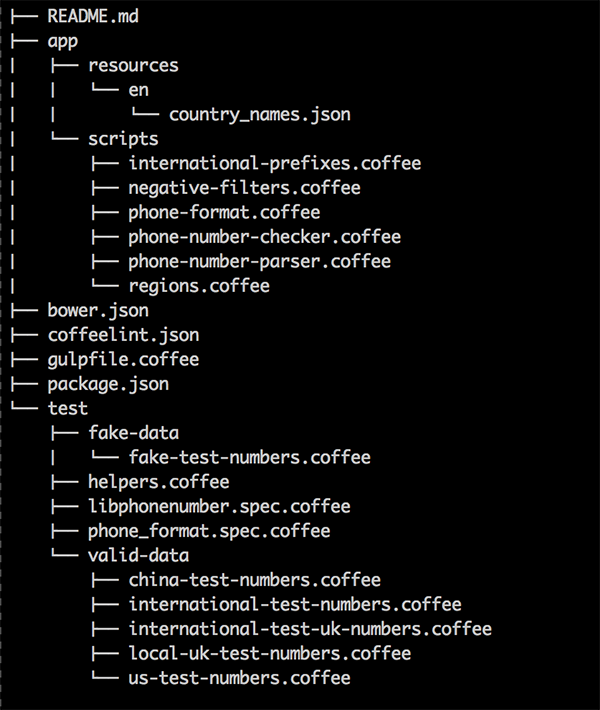 ├── README.md
├── app
│   ├── resources
│   │   └── en
│   │       └── country_names.json
│   └── scripts
│       ├── international-prefixes.coffee
│       ├── negative-filters.coffee
│       ├── phone-format.coffee
│       ├── phone-number-checker.coffee
│       ├── phone-number-parser.coffee
│       └── regions.coffee
├── bower.json
├── coffeelint.json
├── gulpfile.coffee
├── package.json
└── test
    ├── fake-data
    │   └── fake-test-numbers.coffee
    ├── helpers.coffee
    ├── libphonenumber.spec.coffee
    ├── phone_format.spec.coffee
    └── valid-data
        ├── china-test-numbers.coffee
        ├── international-test-numbers.coffee
        ├── international-test-uk-numbers.coffee
        ├── local-uk-test-numbers.coffee
        └── us-test-numbers.coffee